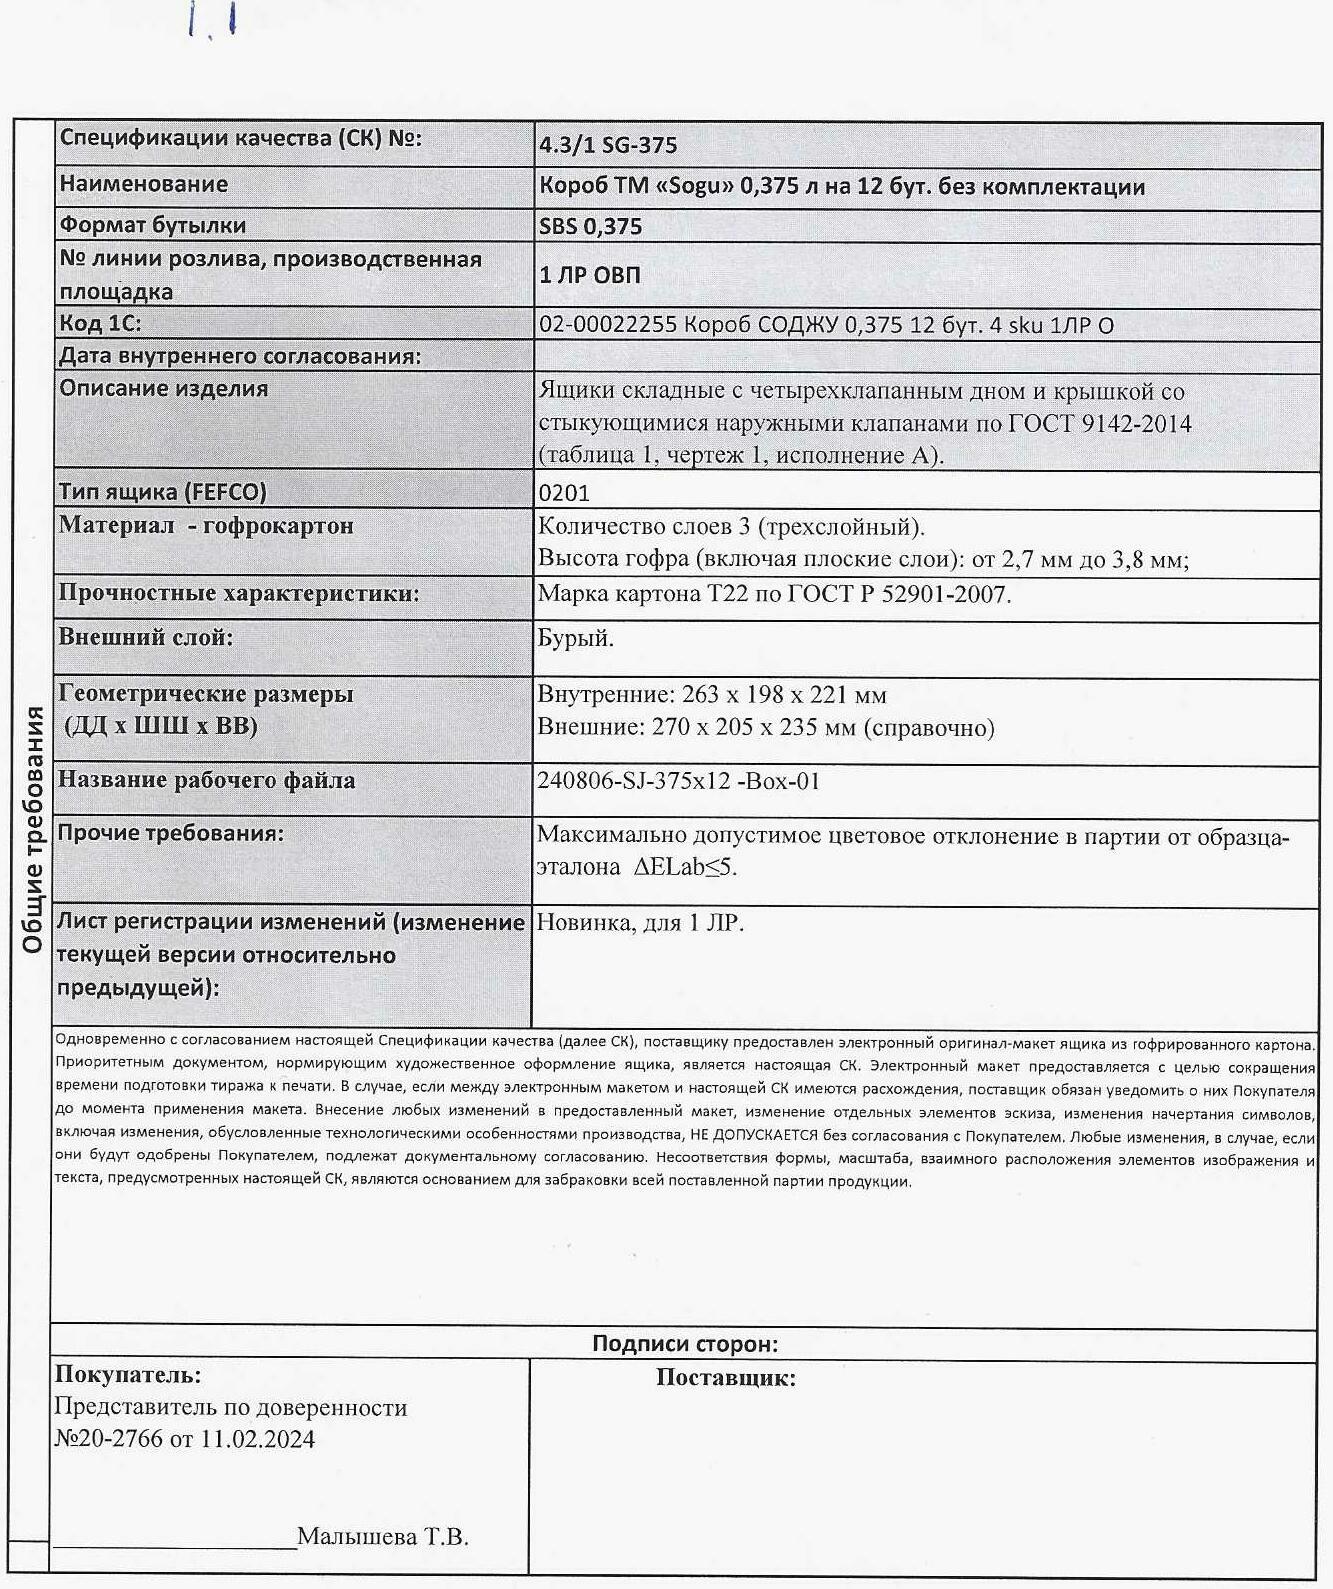 1.1
Спецификации качества (СК) №:
4.3/1 SG-375
Наименование
Короб ТМ «Sogu» 0,375 л на 12 бут. без комплектации
Формат бутылки
SBS 0,375
№ линии розлива, производственная
площадка
1 ЛР ОВП
Код 1С:
02-00022255 Короб СОДЖУ 0,375 12 бут. 4 sku 1ЛР О
Дата внутреннего согласования:
Описание изделия
Ящики складные с четырехклапанным дном и крышкой со
стыкующимися наружными клапанами по ГОСТ 9142-2014
(таблица 1, чертеж 1, исполнение А).
Тип ящика (FEFCO)
0201
Материал - гофрокартон
Количество слоев 3 (трехслойный).
Высота гофра (включая плоские слои): от 2,7 мм до 3,8 мм;
Прочностные характеристики:
Марка картона Т22 по ГОСТ Р 52901-2007.
Внешний слой:
Бурый.
Геометрические размеры
(ДД х ШШ х ВВ)
Внутренние: 263 х 198 х 221 мм
Внешние: 270 х 205 х 235 мм (справочно)
Название рабочего файла
240806-SJ-375x12 -Box-01
Прочие требования:
Максимально допустимое цветовое отклонение в партии от образца-
эталона ΔELab≤5.
Лист регистрации изменений (изменение
текущей версии относительно
предыдущей):
Новинка, для 1 ЛР.
Общие требования
Одновременно с согласованием настоящей Спецификации качества (далее СК), поставщику предоставлен электронный оригинал-макет ящика из гофрированного картона.
Приоритетным документом, нормирующим художественное оформление ящика, является настоящая СК. Электронный макет предоставляется с целью сокращения
времени подготовки тиража к печати. В случае, если между электронным макетом и настоящей СК имеются расхождения, поставщик обязан уведомить о них Покупателя
до момента применения макета. Внесение любых изменений в предоставленный макет, изменение отдельных элементов эскиза, изменения начертания символов,
включая изменения, обусловленные технологическими особенностями производства, НЕ ДОПУСКАЕТСЯ без согласования с Покупателем. Любые изменения, в случае, если
они будут одобрены Покупателем, подлежат документальному согласованию. Несоответствия формы, масштаба, взаимного расположения элементов изображения и
текста, предусмотренных настоящей СК, являются основанием для забраковки всей поставленной партии продукции.
Подписи сторон:
Покупатель:
Представитель по доверенности
№20-2766 от 11.02.2024
Малышева Т.В.
Поставщик: